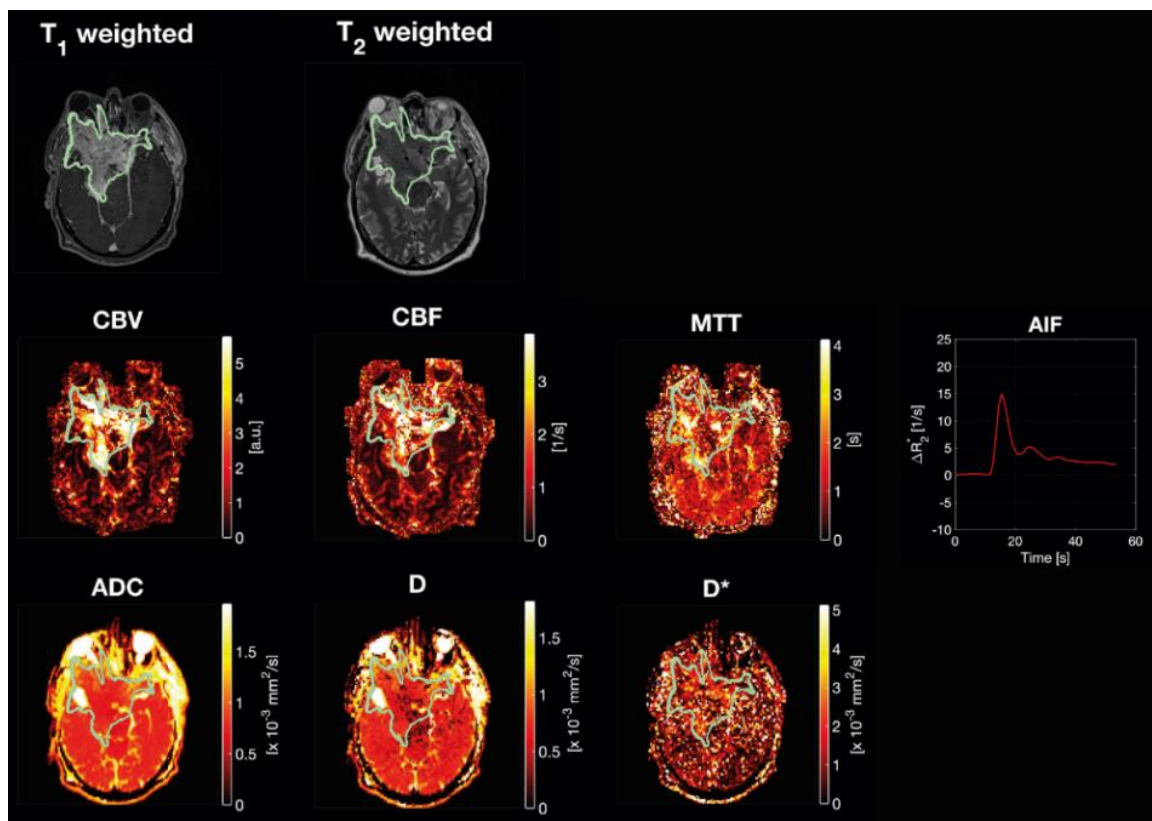 T1 weighted
T2 weighted
CBV
5
4
3
2
1
0
[a.u.]
CBF
3
2
1
0
[1/s]
MTT
4
3
2
1
0
[s]
AIF
25
20
15
10
5
0
-5
-10
ΔR2* [1/s]
0 20 40 60
Time [s]
ADC
1.5
1
0.5
0
[x 10-3 mm2/s]
D
1.5
1
0.5
0
[x 10-3 mm2/s]
D*
5
4
3
2
1
0
[x 10-3 mm2/s]